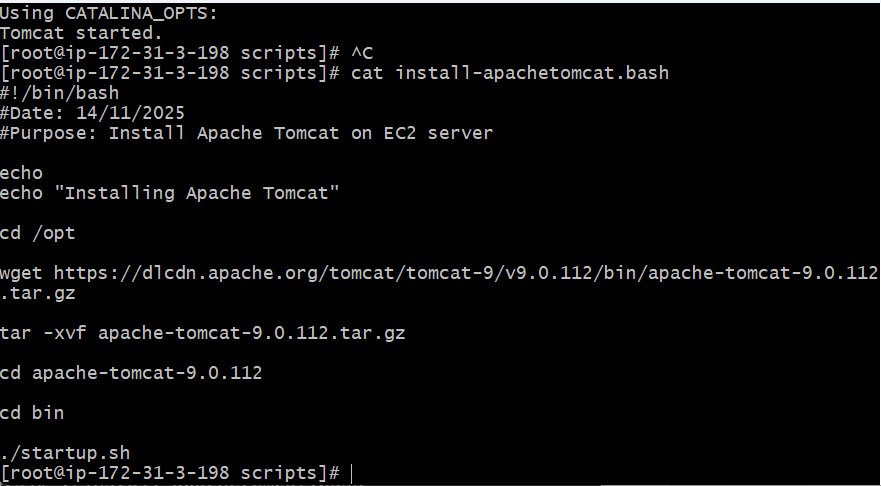 Using CATALINA_OPTS:
Tomcat started.
[root@ip-172-31-3-198 scripts]# ^C
[root@ip-172-31-3-198 scripts]# cat install-apachetomcat.bash
#!/bin/bash
#Date: 14/11/2025
#Purpose: Install Apache Tomcat on EC2 server
echo
echo "Installing Apache Tomcat"
cd /opt
wget https://dlcdn.apache.org/tomcat/tomcat-9/v9.0.112/bin/apache-tomcat-9.0.112
.tar.gz
tar -xvf apache-tomcat-9.0.112.tar.gz
cd apache-tomcat-9.0.112
cd bin
./startup.sh
[root@ip-172-31-3-198 scripts]#